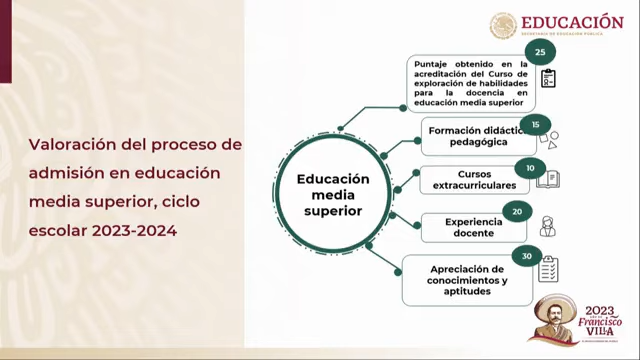 EDUCACIÓN
SECRETARÍA DE EDUCACIÓN PÚBLICA
Valoración del proceso de
admisión en educación
media superior, ciclo
escolar 2023-2024
Educación
media
superior
25
Puntaje obtenido en la
acreditación del Curso de
exploración de habilidades
para la docencia en
educación media superior
15
Formación didáctic
pedagógica
10
Cursos
extracurriculares
20
Experiencia
docente
30
Apreciación de
conocimientos y
aptitudes
2023
Francisco
VILLA